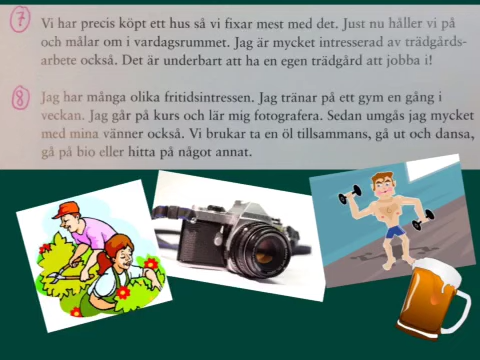 7 Vi har precis köpt ett hus så vi fixar mest med det. Just nu håller vi på
och målar om i vardagsrummet. Jag är mycket intresserad av trädgårds-
arbete också. Det är underbart att ha en egen trädgård att jobba i!
8 Jag har många olika fritidsintressen. Jag tränar på ett gym en gång i
veckan. Jag går på kurs och lär mig fotografera. Sedan umgås jag mycket
med mina vänner också. Vi brukar ta en öl tillsammans, gå ut och dansa,
gå på bio eller hitta på något annat.